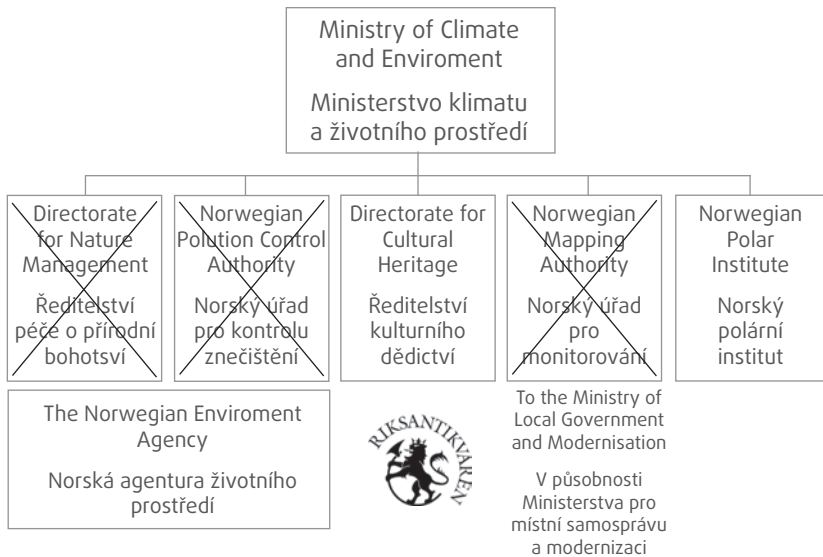 Ministry of Climate
and Enviroment
Ministerstvo klimatu
a životního prostředí
Directorate
for Nature
Management
Ředitelství
péče o přírodní
bohotsví
Norwegian
Polution Control
Authority
Norský úřad
pro kontrolu
znečištění
Directorate for
Cultural
Heritage
Ředitelství
kulturního
dědictví
Norwegian
Mapping
Authority
Norský úřad
pro
monitorování
Norwegian
Polar
Institute
Norský
polární
institut
The Norwegian Enviroment
Agency
Norská agentura životního
prostředí
RIKSANTIKVAREN
To the Ministry of
Local Government
and Modernisation
V působnosti
Ministerstva pro
místní samosprávu
a modernizaci